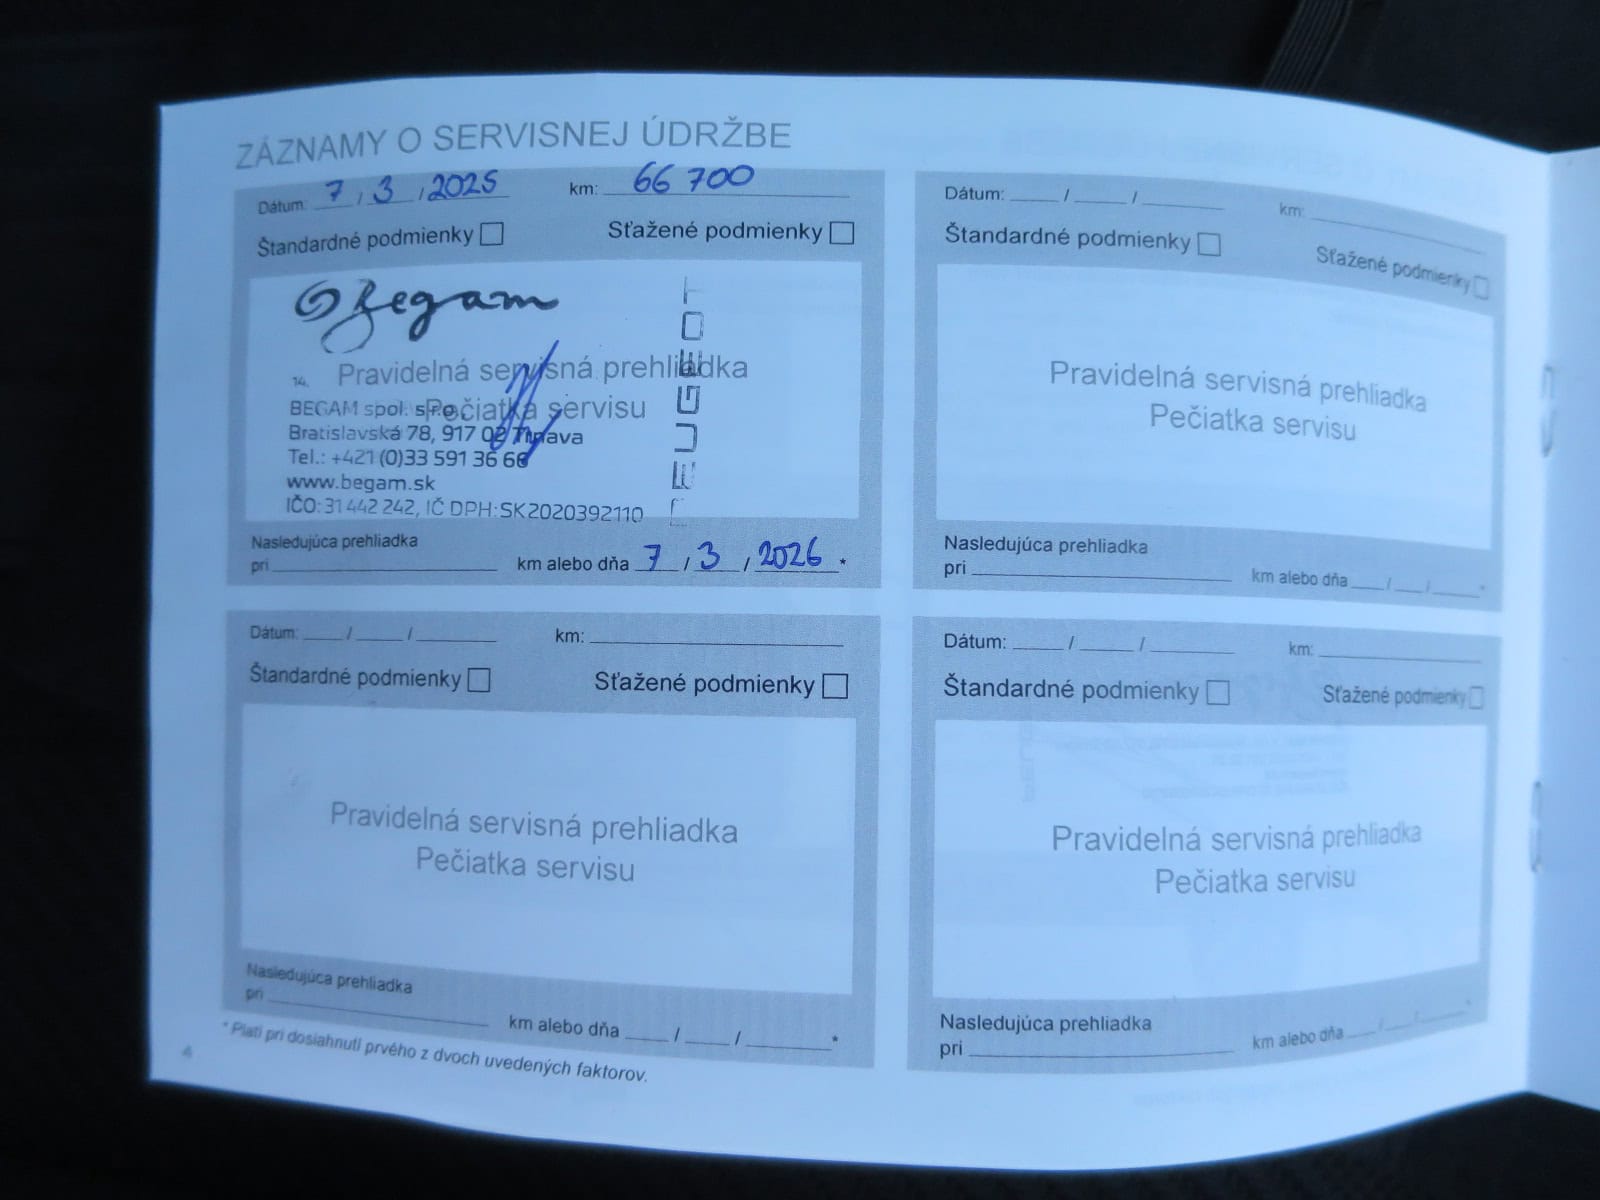 ZÁZNAMY O SERVISNEJ ÚDRŽBE
Dátum: 7 / 3 / 2025 km: 66 700
Štandardné podmienky Sťažené podmienky
Begam
PEUGEOT
Pravidelná servisná prehliadka
14.
Pečiatka servisu
BEGAM spol. s r.o.
Bratislavská 78, 917 02 Trnava
Tel.: +421 (0)33 591 36 66
www.begam.sk
IČO: 31 442 242, IČ DPH: SK2020392110
Nasledujúca prehliadka
pri km alebo dňa 7 / 3 / 2026 *
Dátum: / / km:
Štandardné podmienky Sťažené podmienky
Pravidelná servisná prehliadka
Pečiatka servisu
Nasledujúca prehliadka
pri km alebo dňa / / *
Dátum: / / km:
Štandardné podmienky Sťažené podmienky
Pravidelná servisná prehliadka
Pečiatka servisu
Nasledujúca prehliadka
pri km alebo dňa / / *
Dátum: / / km:
Štandardné podmienky Sťažené podmienky
Pravidelná servisná prehliadka
Pečiatka servisu
Nasledujúca prehliadka
pri km alebo dňa / / *
* Platí pri dosiahnutí prvého z dvoch uvedených faktorov.
4